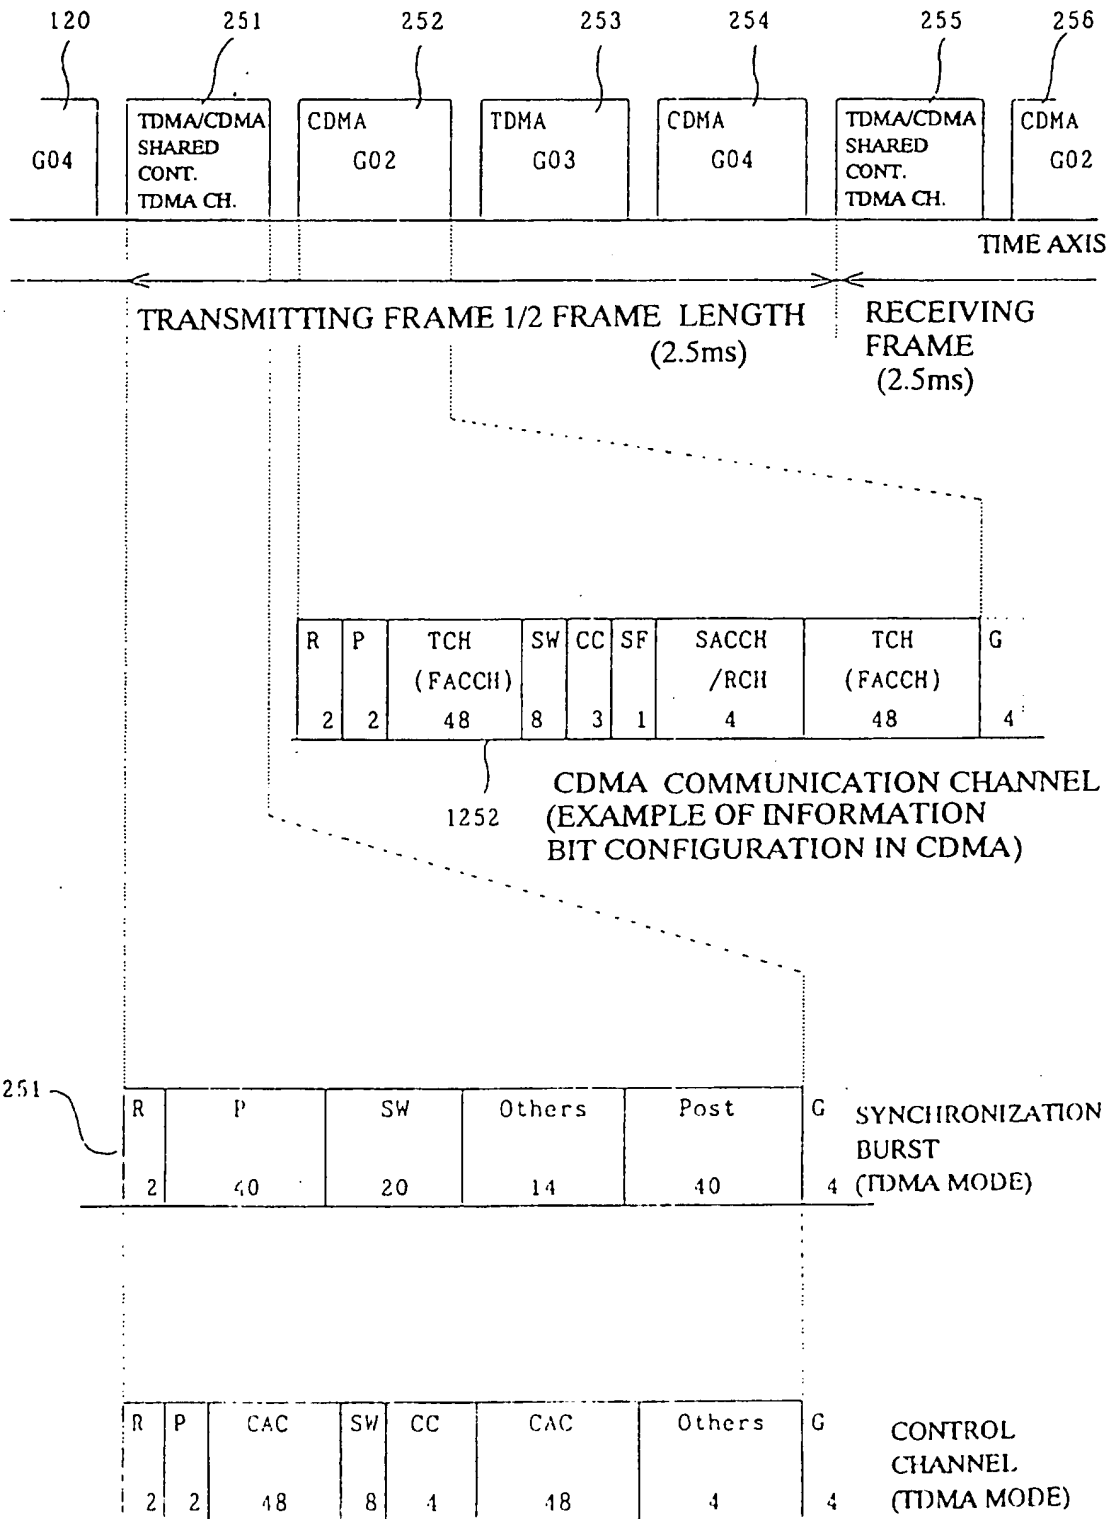 120 251 252 253 254 255 256
G04
TDMA/CDMA
SHARED
CONT.
TDMA CH.
CDMA
G02
TDMA
G03
CDMA
G04
TDMA/CDMA
SHARED
CONT.
TDMA CH.
CDMA
G02
TIME AXIS
TRANSMITTING FRAME 1/2 FRAME LENGTH
(2.5ms)
RECEIVING
FRAME
(2.5ms)
R P TCH SW CC SF SACCH TCH G
(FACCH) /RCH (FACCH)
2 2 48 8 3 1 4 48 4
1252
CDMA COMMUNICATION CHANNEL
(EXAMPLE OF INFORMATION
BIT CONFIGURATION IN CDMA)
251
R P SW Others Post G
2 40 20 14 40 4
SYNCHRONIZATION
BURST
(TDMA MODE)
R P CAC SW CC CAC Others G
2 2 48 8 4 48 4 4
CONTROL
CHANNEL
(TDMA MODE)